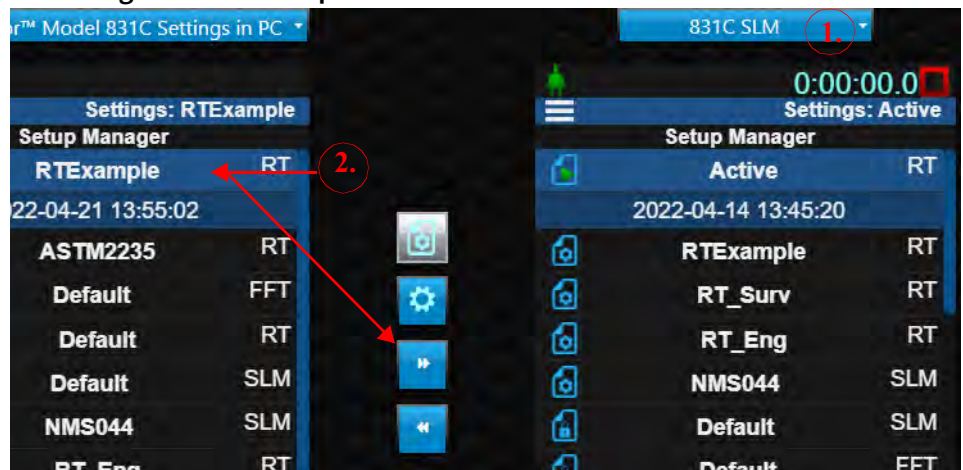 r™ Model 831C Settings in PC
831C SLM
1.
0:00:00.0
Settings: RTExample
Settings: Active
Setup Manager
Setup Manager
RTExample RT
2.
Active RT
22-04-21 13:55:02
2022-04-14 13:45:20
ASTM2235 RT
RTExample RT
Default FFT
RT_Surv RT
Default RT
RT_Eng RT
Default SLM
NMS044 SLM
NMS044 SLM
Default SLM
RT_Eng RT
Default FFT